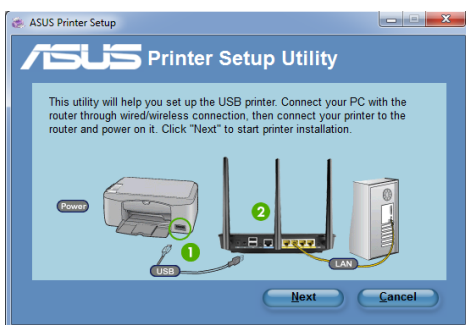 ASUS Printer Setup
ASUS Printer Setup Utility
This utility will help you set up the USB printer. Connect your PC with the
router through wired/wireless connection, then connect your printer to the
router and power on it. Click "Next" to start printer installation.
Power
2
1
USB
LAN
Next
Cancel